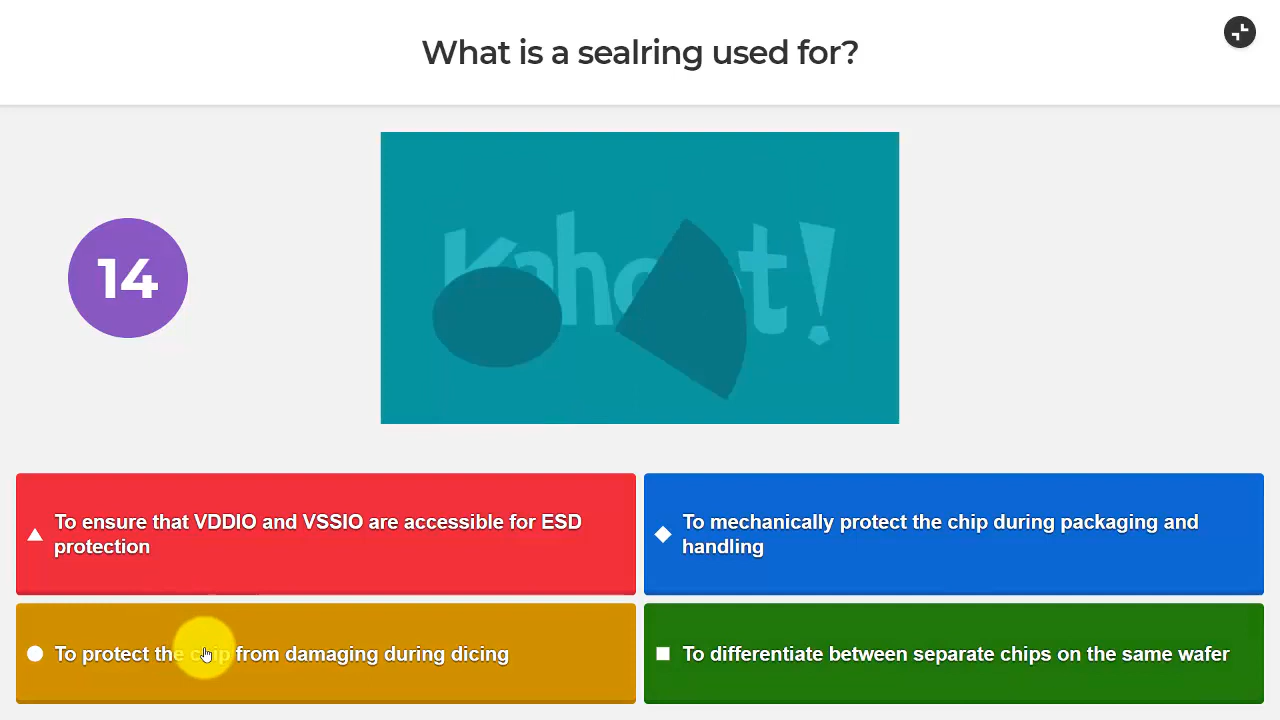 What is a sealring used for?
14
Kahoot!
To ensure that VDDIO and VSSIO are accessible for ESD
protection
To mechanically protect the chip during packaging and
handling
To protect the chip from damaging during dicing
To differentiate between separate chips on the same wafer